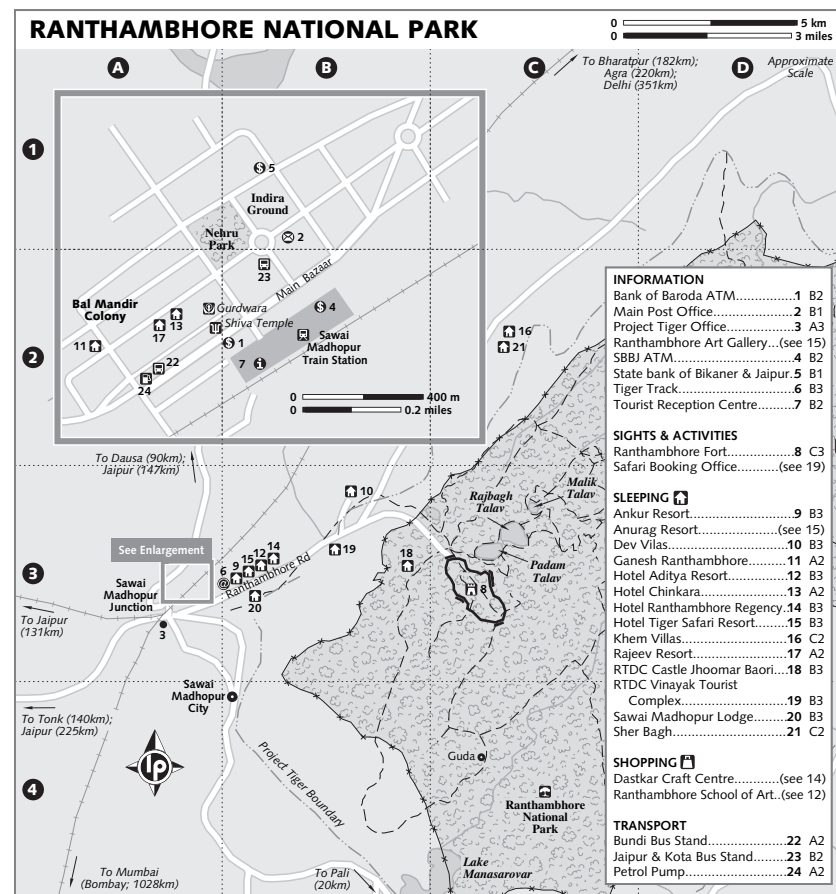 RANTHAMBHORE NATIONAL PARK
0 5 km
0 3 miles
A
B
C
D
To Bharatpur (182km);
Agra (220km);
Delhi (351km)
Approximate
Scale
1
5
Indira
Ground
Nehru
Park
2
23
Main Bazaar
Bal Mandir
Colony
13
17
Gurdwara
Shiva Temple
4
11
1
Sawai
Madhopur
Train Station
22
7
24
0 400 m
0 0.2 miles
2
16
21
To Dausa (90km);
Jaipur (147km)
10
Rajbagh
Talav
Malik
Talav
See Enlargement
3
6 9 15 12 14
19
18
Padam
Talav
8
Ranthambhore Rd
20
Sawai
Madhopur
Junction
To Jaipur
(131km)
3
Sawai
Madhopur
City
To Tonk (140km);
Jaipur (225km)
lp
4
Project Tiger Boundary
Guda
Ranthambhore
National
Park
To Mumbai
(Bombay; 1028km)
To Pali
(20km)
Lake
Manasarovar
INFORMATION
Bank of Baroda ATM...................1 B2
Main Post Office.........................2 B1
Project Tiger Office....................3 A3
Ranthambhore Art Gallery...(see 15)
SBBJ ATM..................................4 B2
State bank of Bikaner & Jaipur.5 B1
Tiger Track.................................6 B3
Tourist Reception Centre..........7 B2
SIGHTS & ACTIVITIES
Ranthambhore Fort...................8 C3
Safari Booking Office..........(see 19)
SLEEPING
Ankur Resort.............................9 B3
Anurag Resort......................(see 15)
Dev Vilas..................................10 B3
Ganesh Ranthambhore...........11 A2
Hotel Aditya Resort.................12 B3
Hotel Chinkara........................13 A2
Hotel Ranthambhore Regency.14 B3
Hotel Tiger Safari Resort.........15 B3
Khem Villas.............................16 C2
Rajeev Resort..........................17 A2
RTDC Castle Jhoomar Baori....18 B3
RTDC Vinayak Tourist
Complex...............................19 B3
Sawai Madhopur Lodge..........20 B3
Sher Bagh................................21 C2
SHOPPING
Dastkar Craft Centre...........(see 14)
Ranthambhore School of Art..(see 12)
TRANSPORT
Bundi Bus Stand......................22 A2
Jaipur & Kota Bus Stand.........23 B2
Petrol Pump............................24 A2